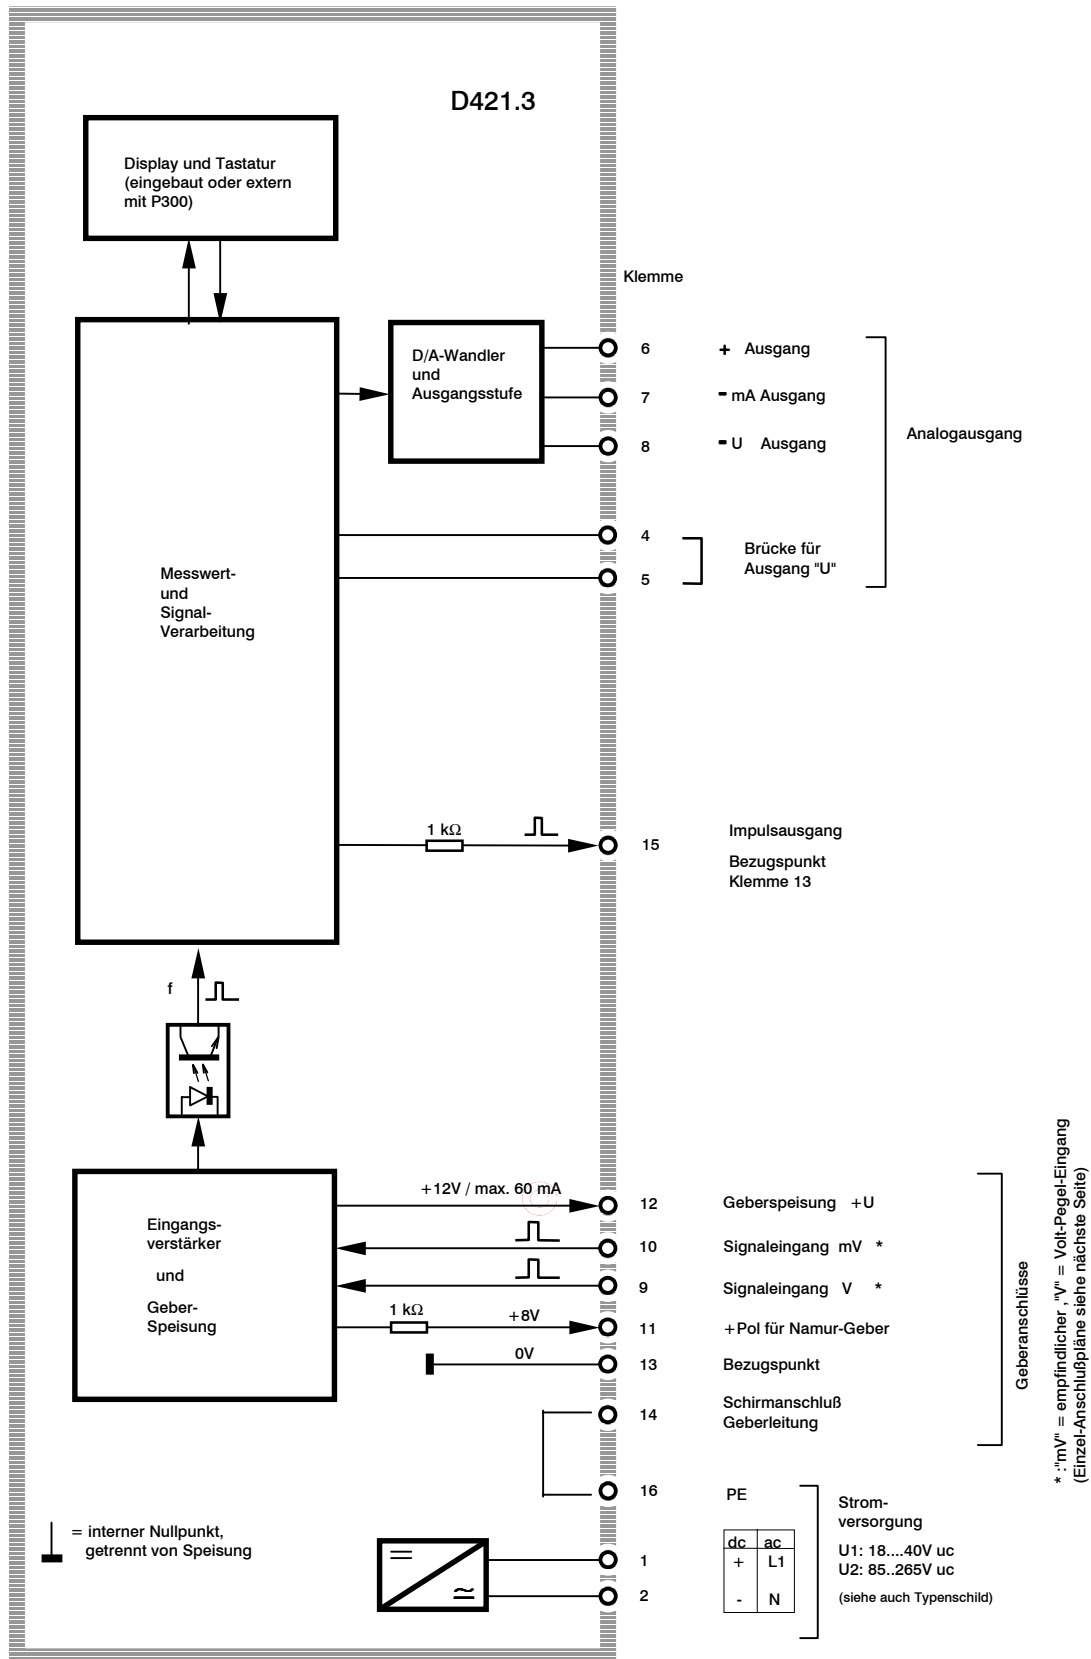 D421.3
Display und Tastatur
(eingebaut oder extern
mit P300)
Klemme
D/A-Wandler
und
Ausgangsstufe
6 + Ausgang
7 - mA Ausgang
8 - U Ausgang
Analogausgang
4
5
Brücke für
Ausgang "U"
Messwert-
und
Signal-
Verarbeitung
1 kΩ
15
Impulsausgang
Bezugspunkt
Klemme 13
f
Eingangs-
verstärker
und
Geber-
Speisung
+12V / max. 60 mA
12 Geberspeisung +U
10 Signaleingang mV *
9 Signaleingang V *
1 kΩ
+8V
11 +Pol für Namur-Geber
0V
13 Bezugspunkt
14
Schirmanschluß
Geberleitung
Geberanschlüsse
* :"mV" = empfindlicher ,"V" = Volt-Pegel-Eingang
(Einzel-Anschlußpläne siehe nächste Seite)
16 PE
= interner Nullpunkt,
getrennt von Speisung
1
2
dc ac
+ L1
- N
Strom-
versorgung
U1: 18....40V uc
U2: 85..265V uc
(siehe auch Typenschild)